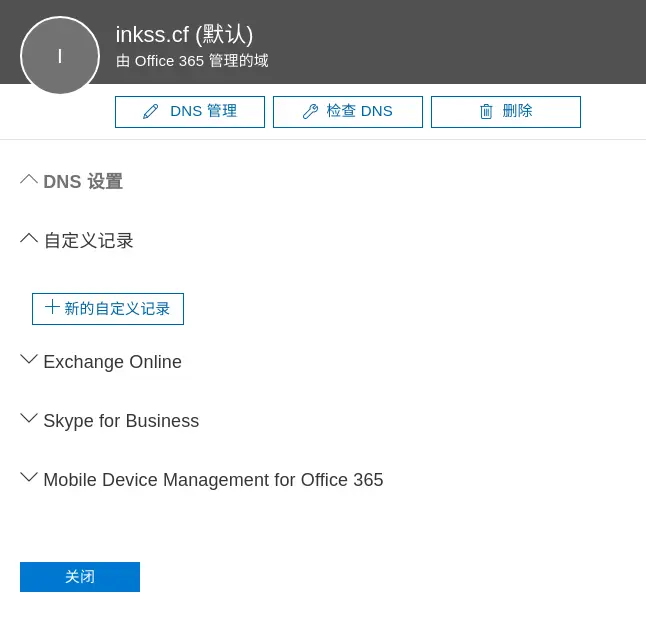 I
inkss.cf (默认)
由 Office 365 管理的域
DNS 管理
检查 DNS
删除
DNS 设置
自定义记录
新的自定义记录
Exchange Online
Skype for Business
Mobile Device Management for Office 365
关闭